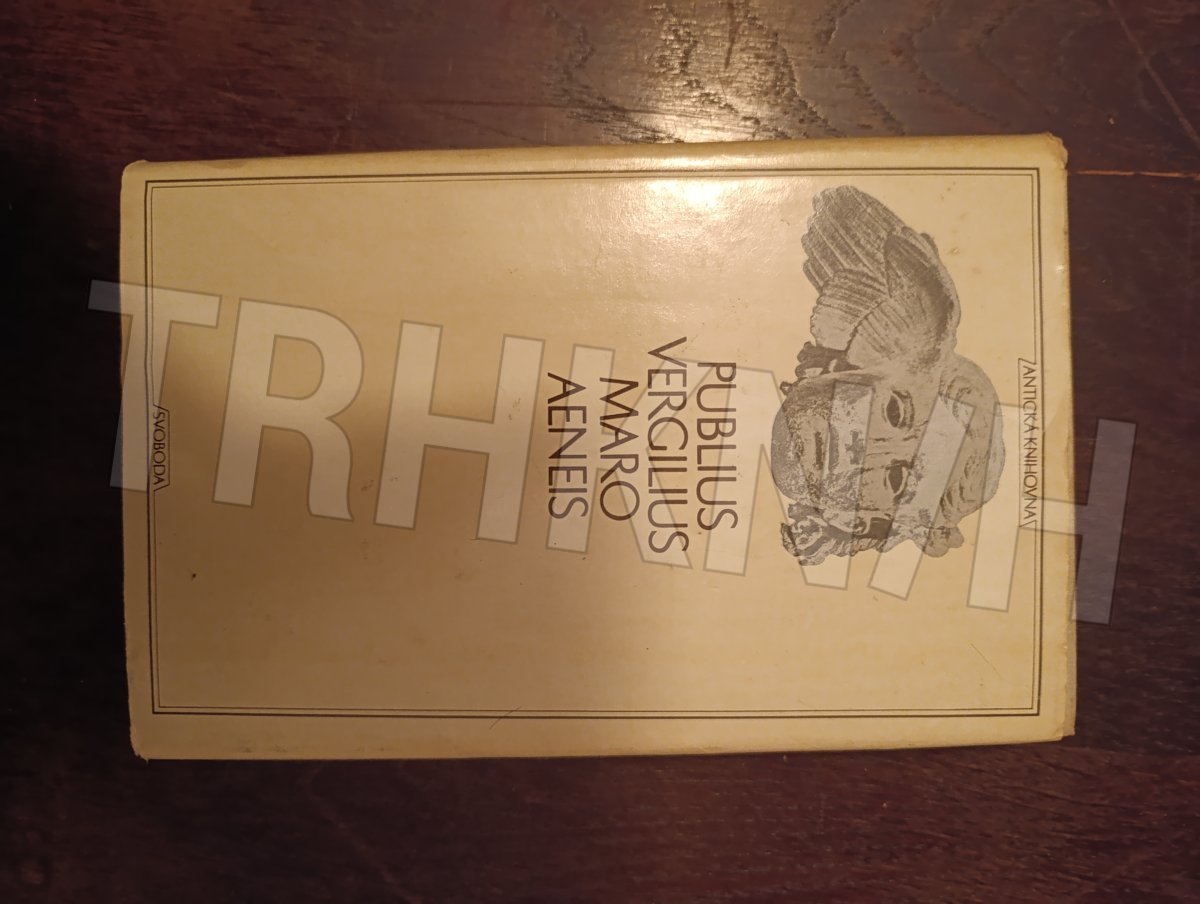 ANTICKÁ KNIHOVNA
PUBLIUS
VERGILIUS
MARO
AENEIS
SVOBODA
TRHKNIH